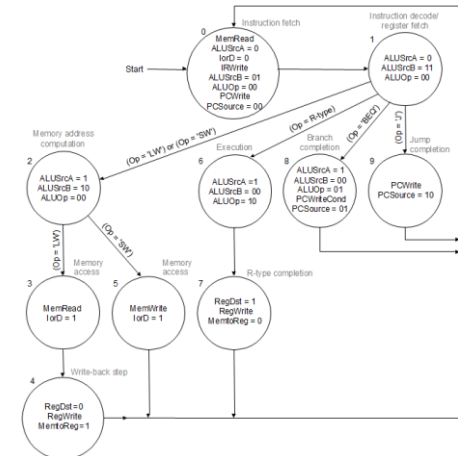 Instruction fetch
0
MemRead
ALUSrcA = 0
IorD = 0
IRWrite
ALUSrcB = 01
ALUOp = 00
PCWrite
PCSource = 00
Start
Instruction decode/
register fetch
1
ALUSrcA = 0
ALUSrcB = 11
ALUOp = 00
(Op = 'LW') or (Op = 'SW')
(Op = R-type)
(Op = 'BEQ')
(Op = 'J')
Memory address
computation
2
ALUSrcA = 1
ALUSrcB = 10
ALUOp = 00
Execution
6
ALUSrcA =1
ALUSrcB = 00
ALUOp = 10
Branch
completion
8
ALUSrcA = 1
ALUSrcB = 00
ALUOp = 01
PCWriteCond
PCSource = 01
Jump
completion
9
PCWrite
PCSource = 10
(Op = 'LW')
(Op = 'SW')
Memory
access
3
MemRead
IorD = 1
Memory
access
5
MemWrite
IorD = 1
R-type completion
7
RegDst = 1
RegWrite
MemtoReg = 0
Write-back step
4
RegDst=0
RegWrite
MemtoReg=1